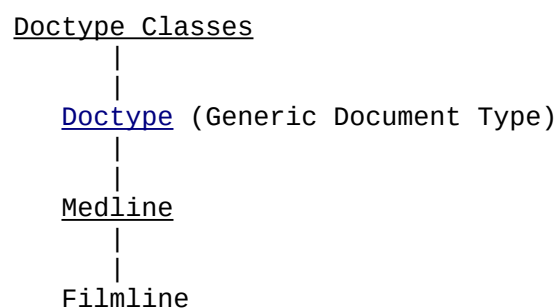 Doctype Classes
Doctype (Generic Document Type)
Medline
Filmline